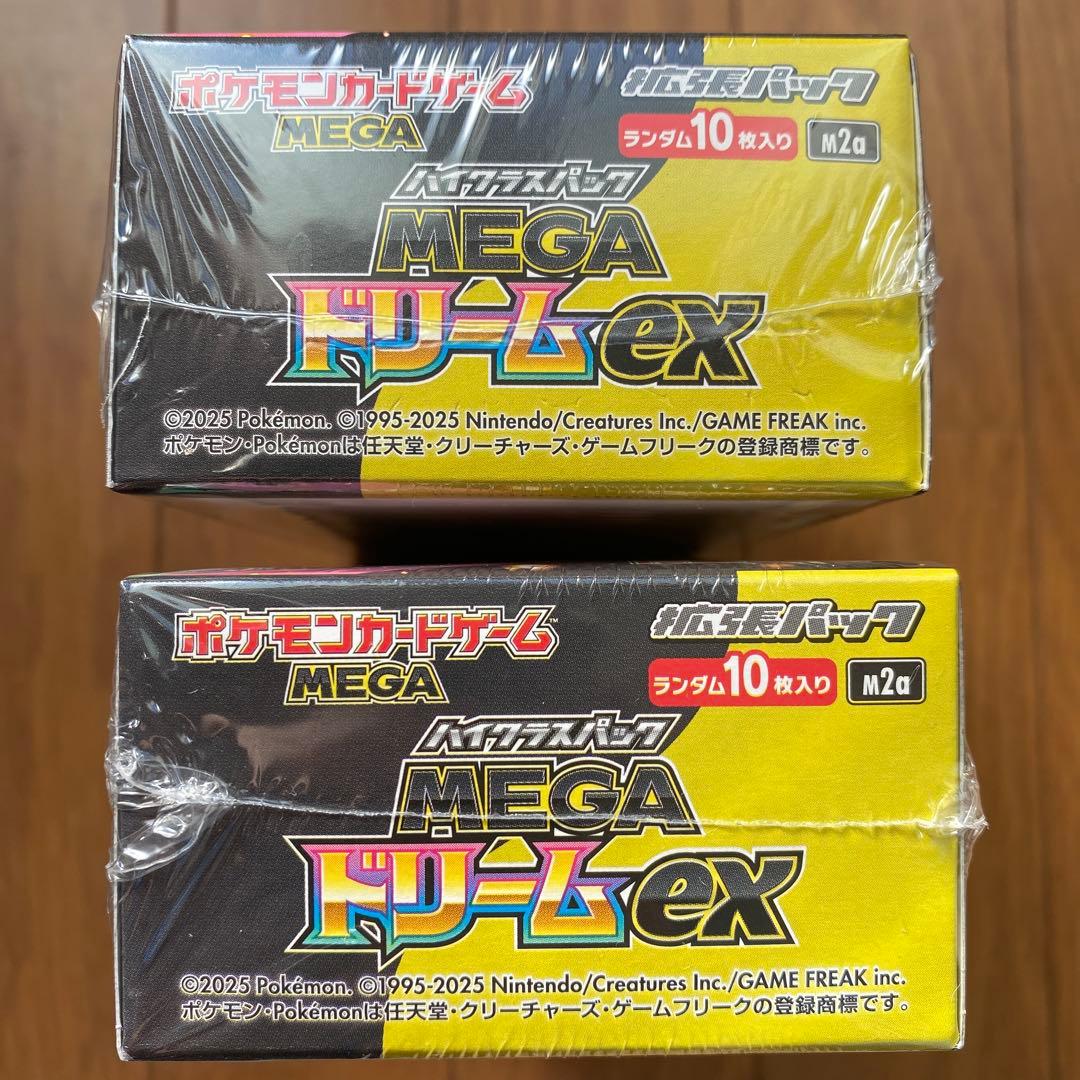 ポケモンカードゲーム
MEGA
拡張パック
ランダム10枚入り
M2a
ハイクラスパック
MEGA
ドリームex
©2025 Pokémon. ©1995-2025 Nintendo/Creatures Inc./GAME FREAK inc.
ポケモン・Pokémonは任天堂・クリーチャーズ・ゲームフリークの登録商標です。
ポケモンカードゲーム™
MEGA
拡張パック
ランダム10枚入り
M2a
ハイクラスパック
MEGA
ドリームex
©2025 Pokémon. ©1995-2025 Nintendo/Creatures Inc./GAME FREAK inc.
ポケモン・Pokémonは任天堂・クリーチャーズ・ゲームフリークの登録商標です。